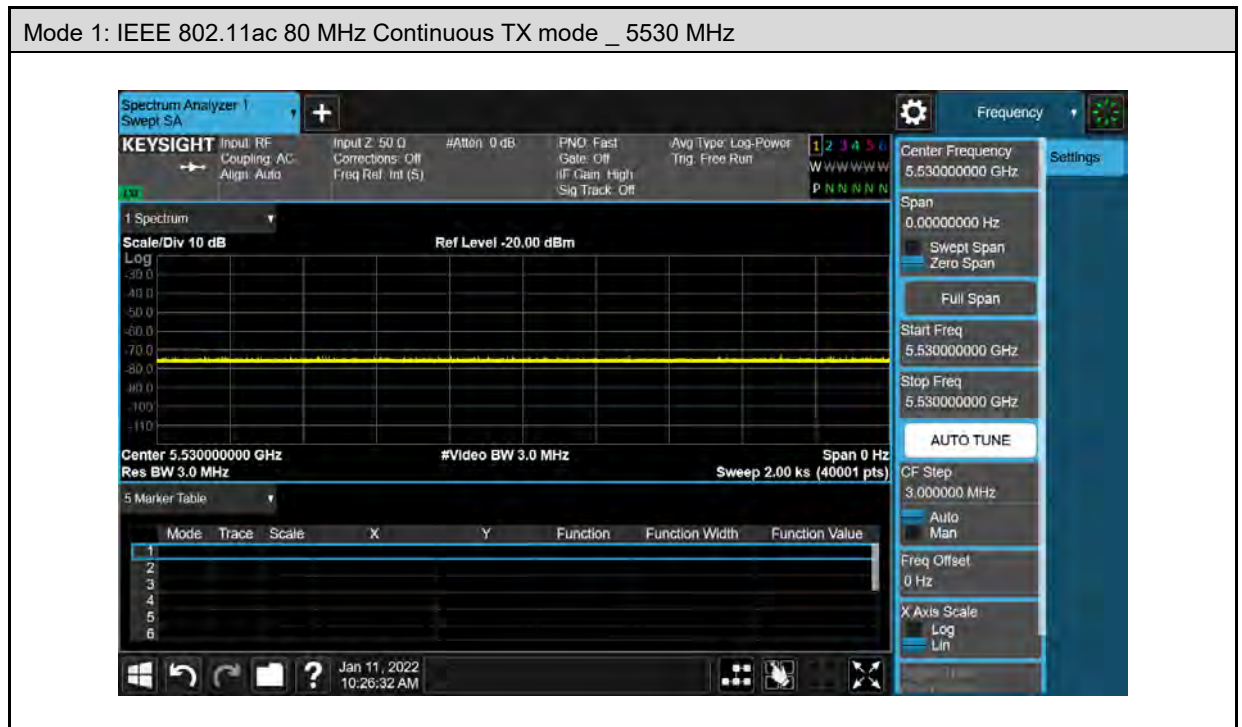 Mode 1: IEEE 802.11ac 80 MHz Continuous TX mode _ 5530 MHz
Spectrum Analyzer 1
Swept SA
Frequency
KEYSIGHT
Input: RF
Coupling: AC
Align: Auto
Input Z: 50 Ω
Corrections: Off
Freq Ref: Int (S)
#Atten: 0 dB
PNO: Fast
Gate: Off
IF Gain: High
Sig Track: Off
Avg Type: Log-Power
Trig: Free Run
1 2 3 4 5 6
W W W W W W
P N N N N N
LXI
1 Spectrum
Scale/Div 10 dB
Ref Level -20.00 dBm
Log
-30.0
-40.0
-50.0
-60.0
-70.0
-80.0
-90.0
-100
-110
Center 5.530000000 GHz
#Video BW 3.0 MHz
Span 0 Hz
Res BW 3.0 MHz
Sweep 2.00 ks (40001 pts)
5 Marker Table
Mode Trace Scale X Y Function Function Width Function Value
1
2
3
4
5
6
Center Frequency
5.530000000 GHz
Settings
Span
0.00000000 Hz
Swept Span
Zero Span
Full Span
Start Freq
5.530000000 GHz
Stop Freq
5.530000000 GHz
AUTO TUNE
CF Step
3.000000 MHz
Auto
Man
Freq Offset
0 Hz
X Axis Scale
Log
Lin
?
Jan 11, 2022
10:26:32 AM